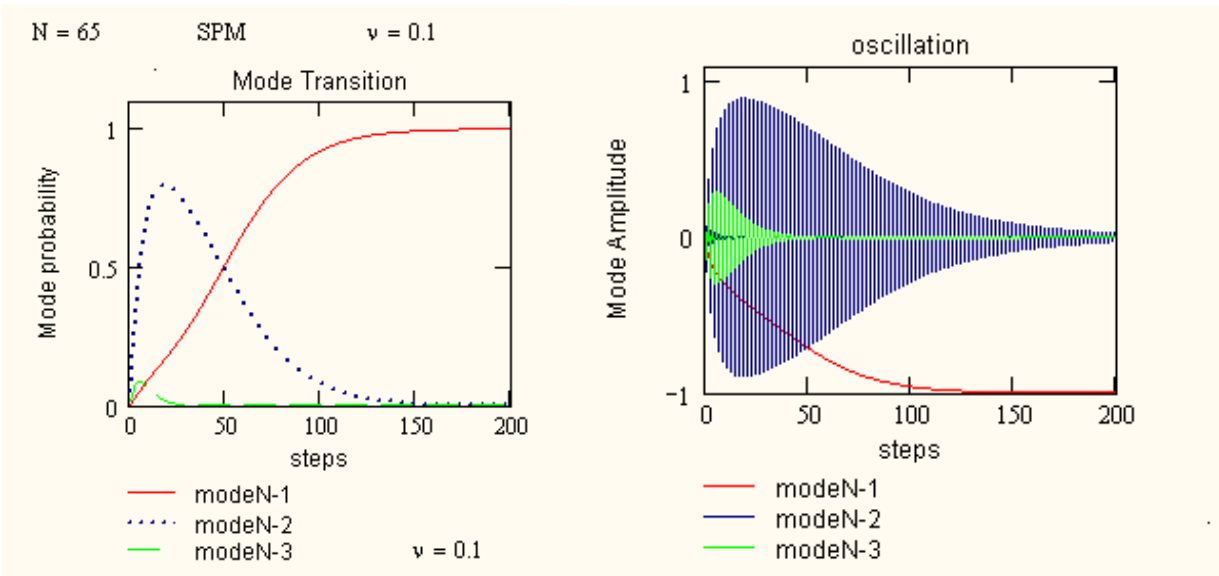 N = 65 SPM ν = 0.1
Mode Transition
Mode probability
1
0.5
0
0 50 100 150 200
steps
modeN-1
modeN-2
modeN-3
ν = 0.1
oscillation
Mode Amplitude
1
0
−1
0 50 100 150 200
steps
modeN-1
modeN-2
modeN-3